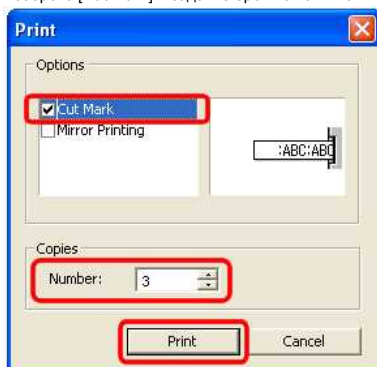 Print
Options
Cut Mark
Mirror Printing
:ABC:ABC
Copies
Number: 3
Print Cancel